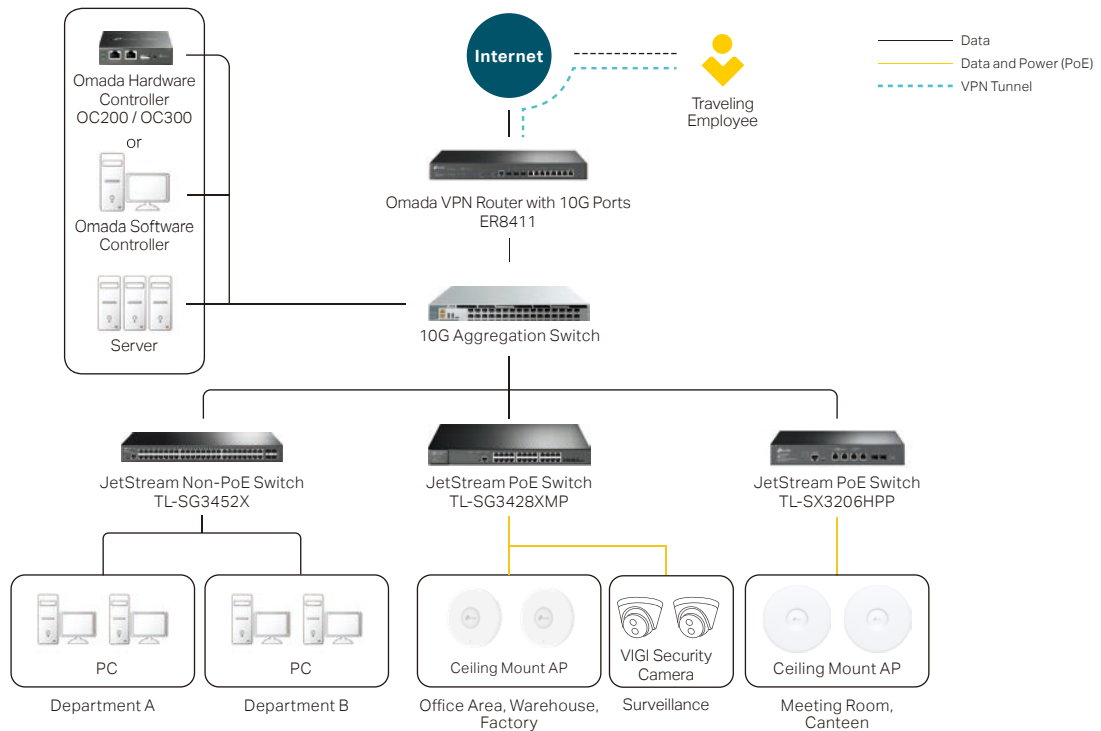 Omada Hardware
Controller
OC200 / OC300
or
Omada Software
Controller
Server
Internet
Traveling
Employee
Data
Data and Power (PoE)
VPN Tunnel
Omada VPN Router with 10G Ports
ER8411
10G Aggregation Switch
JetStream Non-PoE Switch
TL-SG3452X
JetStream PoE Switch
TL-SG3428XMP
JetStream PoE Switch
TL-SX3206HPP
PC
PC
Ceiling Mount AP
VIGI Security
Camera
Ceiling Mount AP
Department A
Department B
Office Area, Warehouse,
Factory
Surveillance
Meeting Room,
Canteen